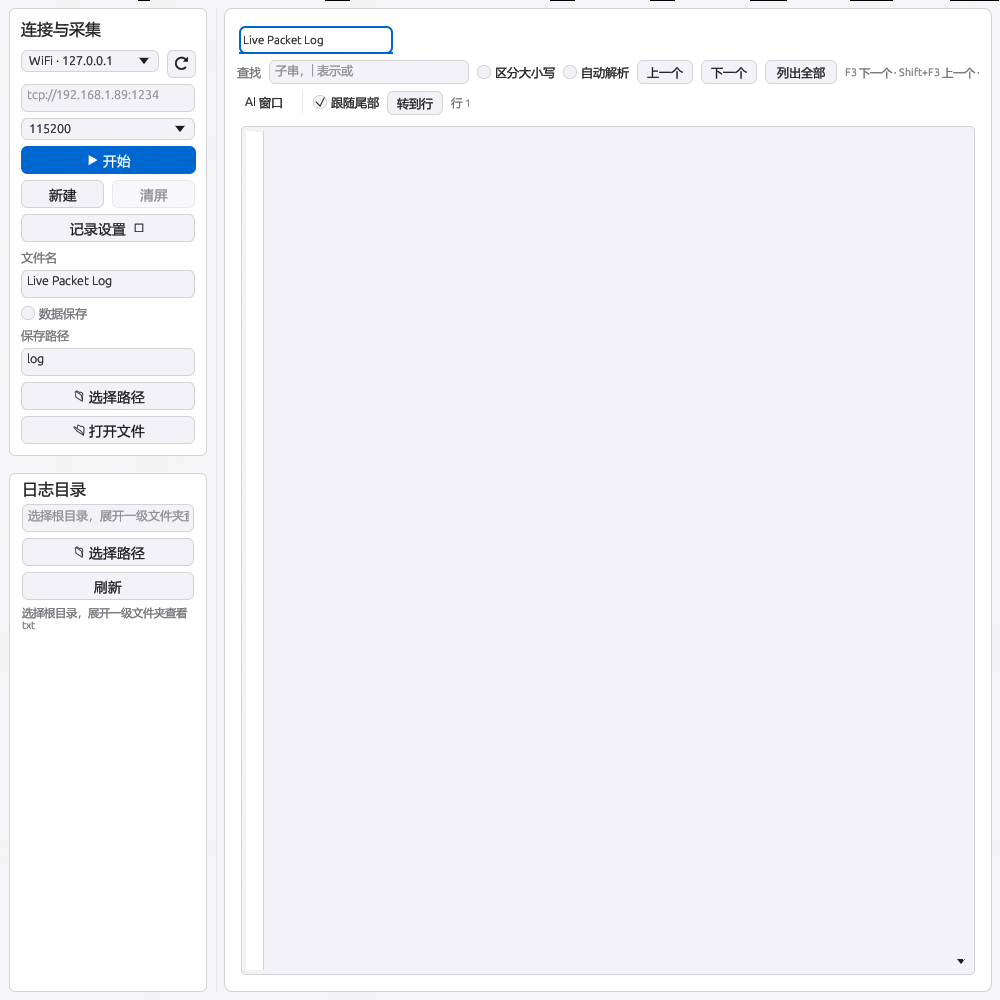 连接与采集
WiFi · 127.0.0.1
tcp://192.168.1.89:1234
115200
开始
新建
清屏
记录设置
文件名
Live Packet Log
数据保存
保存路径
log
选择路径
打开文件
日志目录
选择根目录，展开一级文件夹查
选择路径
刷新
选择根目录，展开一级文件夹查看
txt
Live Packet Log
查找
子串，| 表示或
区分大小写
自动解析
上一个
下一个
列出全部
F3 下一个 · Shift+F3 上一个 ·
AI 窗口
跟随尾部
转到行
行 1